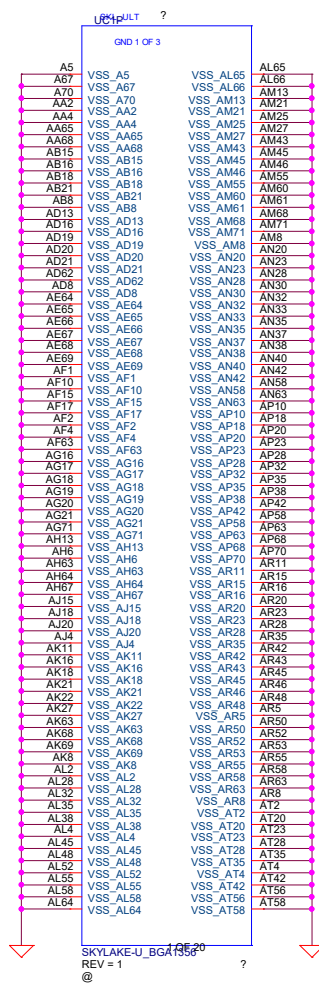 SKL_ULT
UC1P ?
GND 1 OF 3
A5 VSS_A5 VSS_AL65 AL65
A67 VSS_A67 VSS_AL66 AL66
A70 VSS_A70 VSS_AM13 AM13
AA2 VSS_AA2 VSS_AM21 AM21
AA4 VSS_AA4 VSS_AM25 AM25
AA65 VSS_AA65 VSS_AM27 AM27
AA68 VSS_AA68 VSS_AM43 AM43
AB15 VSS_AB15 VSS_AM45 AM45
AB16 VSS_AB16 VSS_AM46 AM46
AB18 VSS_AB18 VSS_AM55 AM55
AB21 VSS_AB21 VSS_AM60 AM60
AB8 VSS_AB8 VSS_AM61 AM61
AD13 VSS_AD13 VSS_AM68 AM68
AD16 VSS_AD16 VSS_AM71 AM71
AD19 VSS_AD19 VSS_AM8 AM8
AD20 VSS_AD20 VSS_AN20 AN20
AD21 VSS_AD21 VSS_AN23 AN23
AD62 VSS_AD62 VSS_AN28 AN28
AD8 VSS_AD8 VSS_AN30 AN30
AE64 VSS_AE64 VSS_AN32 AN32
AE65 VSS_AE65 VSS_AN33 AN33
AE66 VSS_AE66 VSS_AN35 AN35
AE67 VSS_AE67 VSS_AN37 AN37
AE68 VSS_AE68 VSS_AN38 AN38
AE69 VSS_AE69 VSS_AN40 AN40
AF1 VSS_AF1 VSS_AN42 AN42
AF10 VSS_AF10 VSS_AN58 AN58
AF15 VSS_AF15 VSS_AN63 AN63
AF17 VSS_AF17 VSS_AP10 AP10
AF2 VSS_AF2 VSS_AP18 AP18
AF4 VSS_AF4 VSS_AP20 AP20
AF63 VSS_AF63 VSS_AP23 AP23
AG16 VSS_AG16 VSS_AP28 AP28
AG17 VSS_AG17 VSS_AP32 AP32
AG18 VSS_AG18 VSS_AP35 AP35
AG19 VSS_AG19 VSS_AP38 AP38
AG20 VSS_AG20 VSS_AP42 AP42
AG21 VSS_AG21 VSS_AP58 AP58
AG71 VSS_AG71 VSS_AP63 AP63
AH13 VSS_AH13 VSS_AP68 AP68
AH6 VSS_AH6 VSS_AP70 AP70
AH63 VSS_AH63 VSS_AR11 AR11
AH64 VSS_AH64 VSS_AR15 AR15
AH67 VSS_AH67 VSS_AR16 AR16
AJ15 VSS_AJ15 VSS_AR20 AR20
AJ18 VSS_AJ18 VSS_AR23 AR23
AJ20 VSS_AJ20 VSS_AR28 AR28
AJ4 VSS_AJ4 VSS_AR35 AR35
AK11 VSS_AK11 VSS_AR42 AR42
AK16 VSS_AK16 VSS_AR43 AR43
AK18 VSS_AK18 VSS_AR45 AR45
AK21 VSS_AK21 VSS_AR46 AR46
AK22 VSS_AK22 VSS_AR48 AR48
AK27 VSS_AK27 VSS_AR5 AR5
AK63 VSS_AK63 VSS_AR50 AR50
AK68 VSS_AK68 VSS_AR52 AR52
AK69 VSS_AK69 VSS_AR53 AR53
AK8 VSS_AK8 VSS_AR55 AR55
AL2 VSS_AL2 VSS_AR58 AR58
AL28 VSS_AL28 VSS_AR63 AR63
AL32 VSS_AL32 VSS_AR8 AR8
AL35 VSS_AL35 VSS_AT2 AT2
AL38 VSS_AL38 VSS_AT20 AT20
AL4 VSS_AL4 VSS_AT23 AT23
AL45 VSS_AL45 VSS_AT28 AT28
AL48 VSS_AL48 VSS_AT35 AT35
AL52 VSS_AL52 VSS_AT4 AT4
AL55 VSS_AL55 VSS_AT42 AT42
AL58 VSS_AL58 VSS_AT56 AT56
AL64 VSS_AL64 VSS_AT58 AT58
1 OF 20
SKYLAKE-U_BGA1356
REV = 1 ?
@